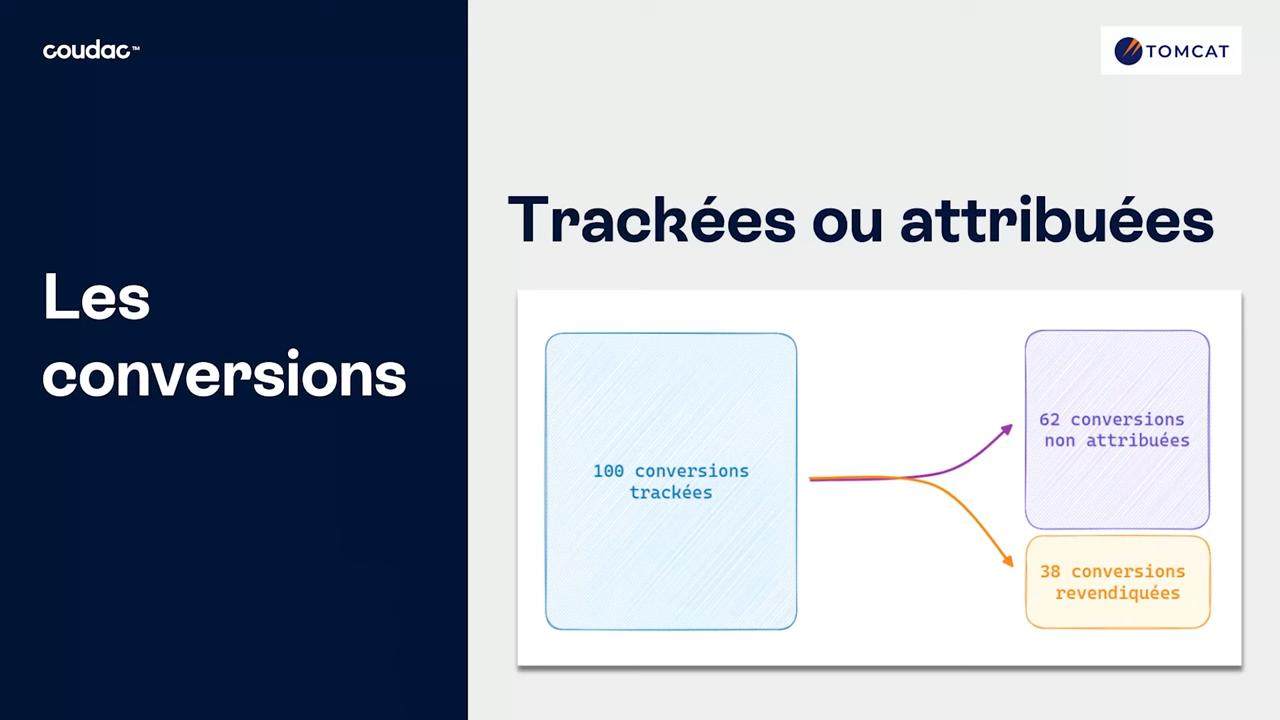 coudac™
TOMCAT
Les
conversions
Trackées ou attribuées
100 conversions
trackées
62 conversions
non attribuées
38 conversions
revendiquées